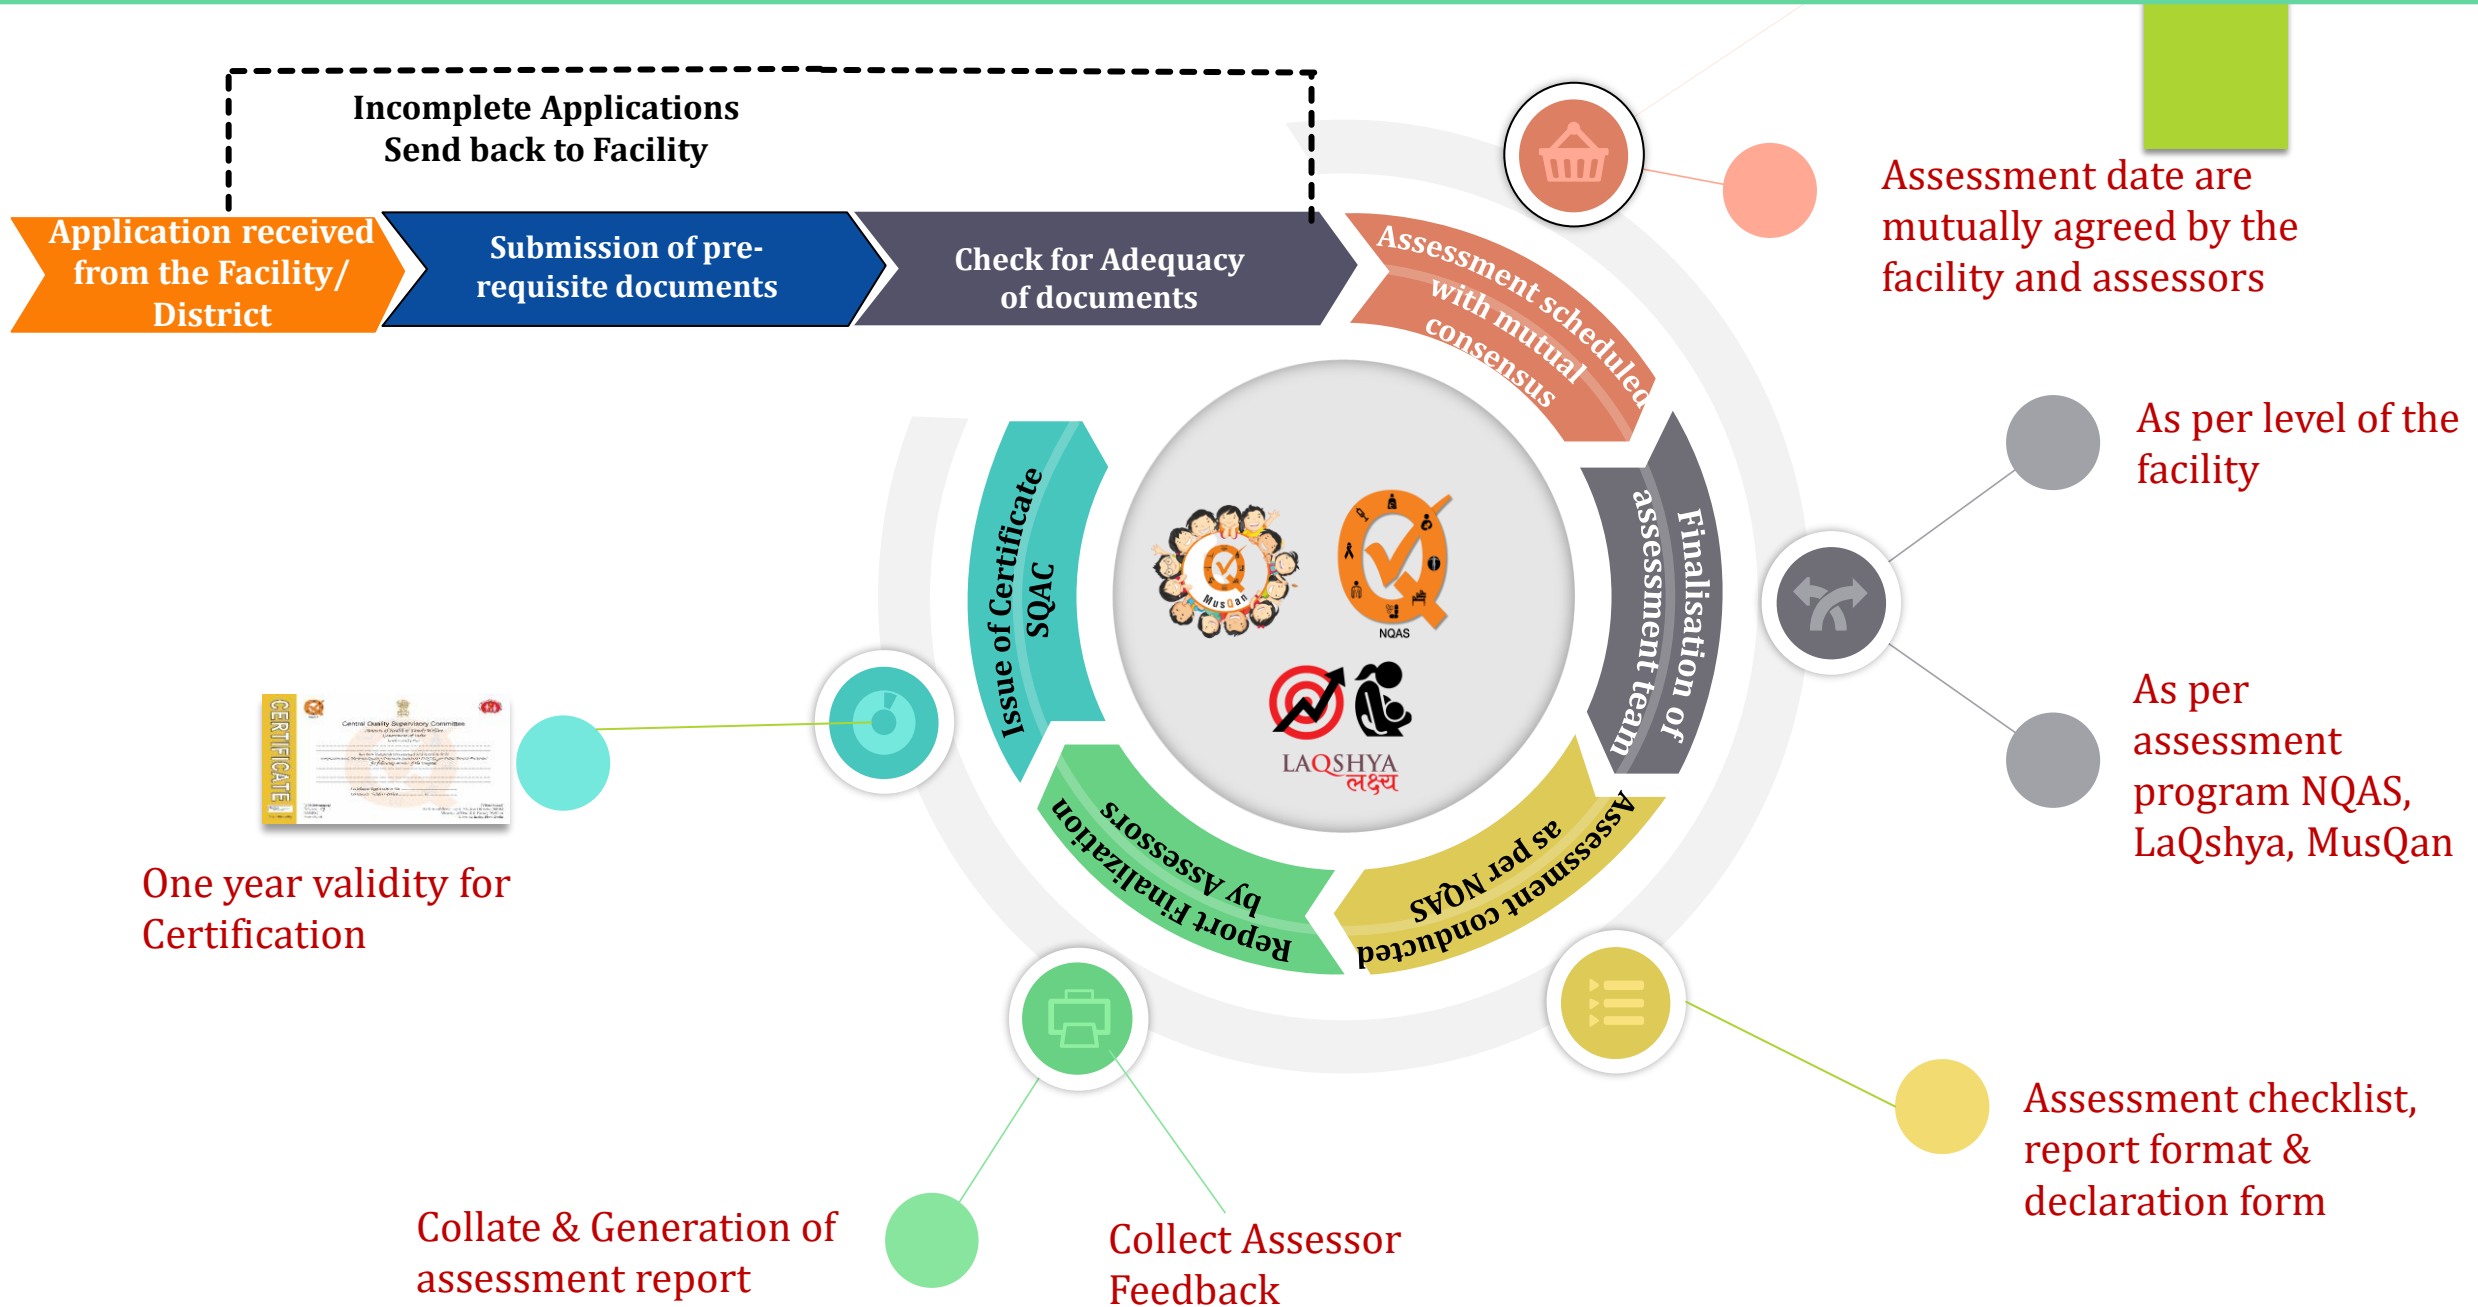 Incomplete Applications
Send back to Facility
Application received
from the Facility/
District
Submission of pre-
requisite documents
Check for Adequacy
of documents
Assessment scheduled
with mutual
consensus
Assessment date are
mutually agreed by the
facility and assessors
Finalisation of
assessment team
As per level of the
facility
As per
assessment
program NQAS,
LaQshya, MusQan
Assessment conducted
as per NQAS
Assessment checklist,
report format &
declaration form
Report Finalization
by Assessors
Collate & Generation of
assessment report
Collect Assessor
Feedback
Issue of Certificate
SQAC
CERTIFICATE
Central Quality Supervisory Committee
One year validity for
Certification
MusQan
NQAS
LAQSHYA
लक्ष्य